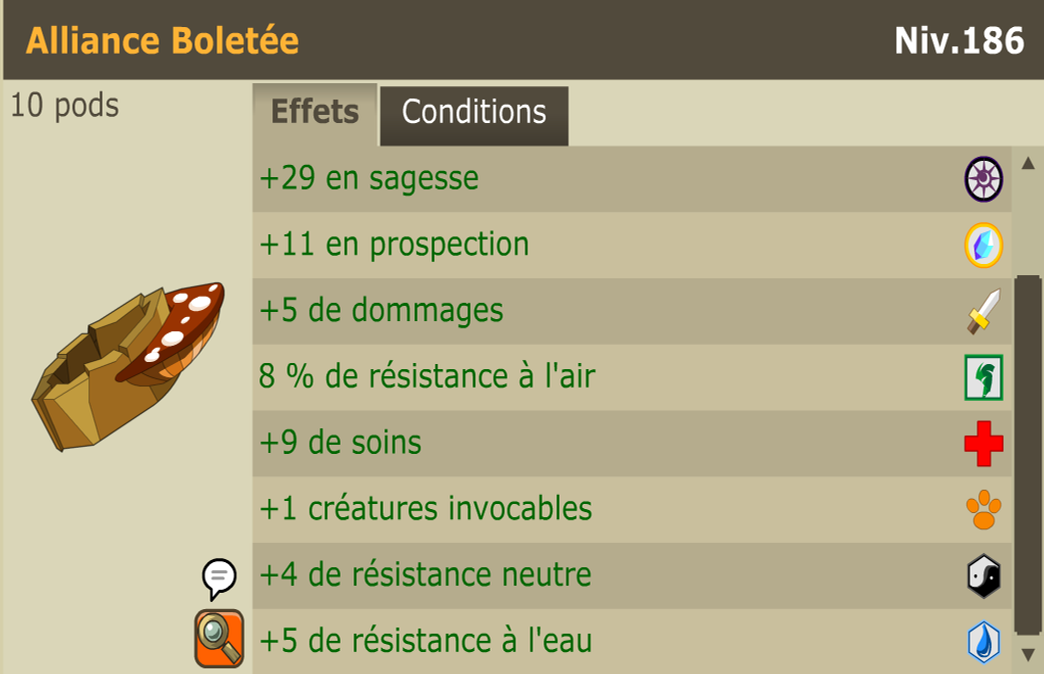 Alliance Boletée
Niv.186
10 pods
Effets
Conditions
+29 en sagesse
+11 en prospection
+5 de dommages
8 % de résistance à l'air
+9 de soins
+1 créatures invocables
+4 de résistance neutre
+5 de résistance à l'eau